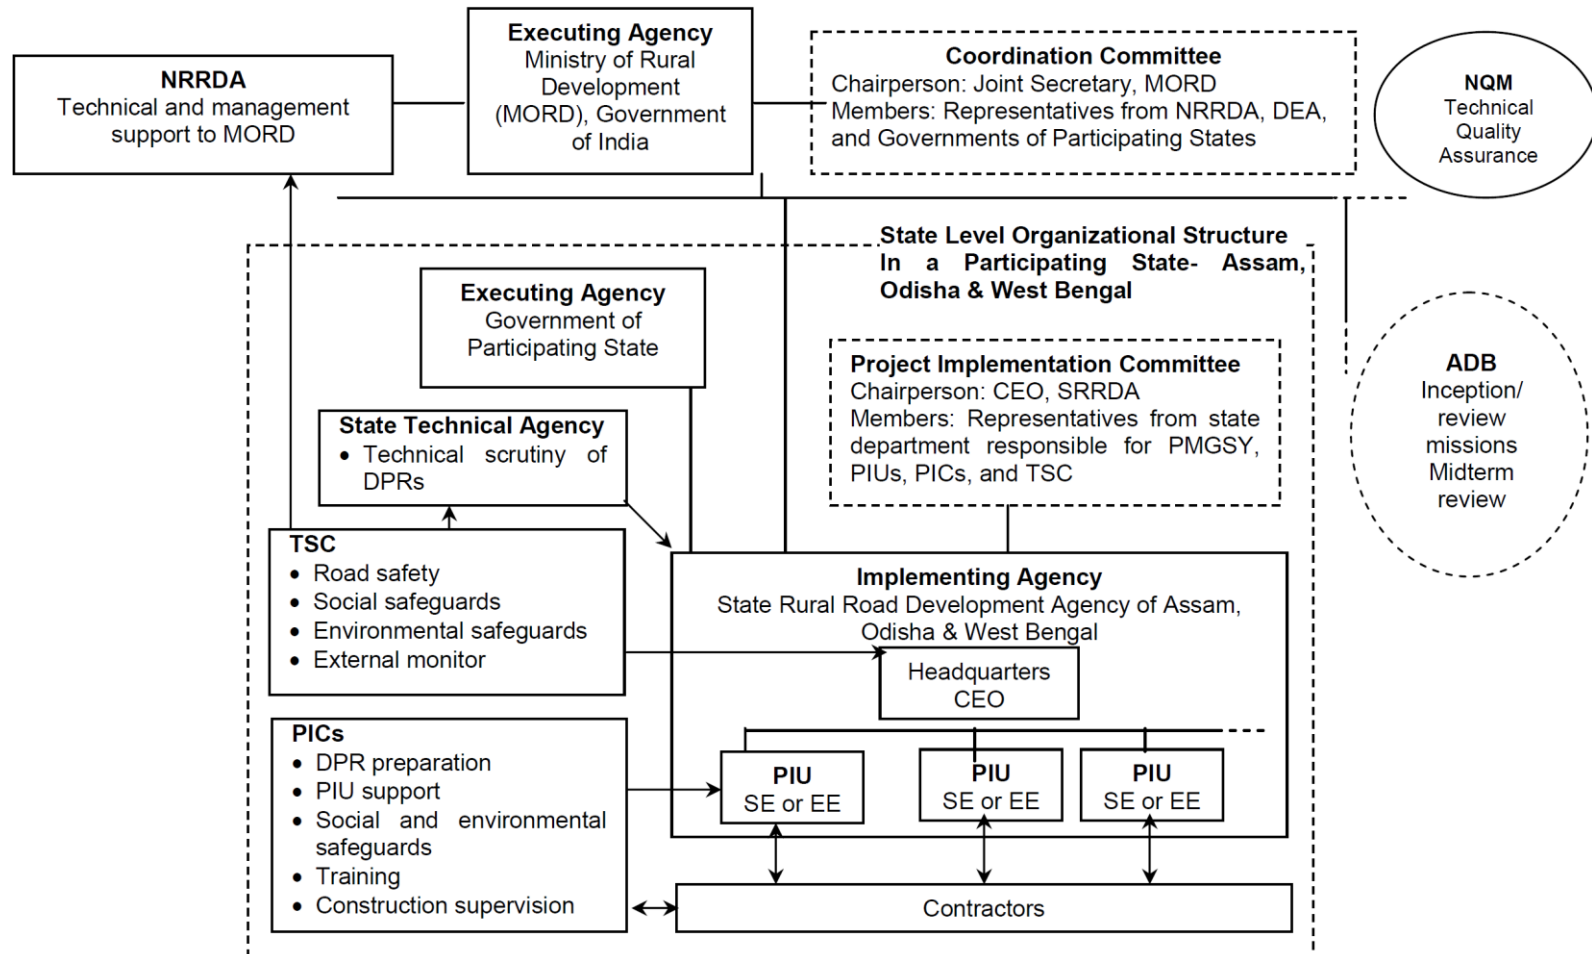 NRRDA
Technical and management
support to MORD
Executing Agency
Ministry of Rural
Development
(MORD), Government
of India
Coordination Committee
Chairperson: Joint Secretary, MORD
Members: Representatives from NRRDA, DEA,
and Governments of Participating States
NQM
Technical
Quality
Assurance
State Level Organizational Structure
In a Participating State- Assam,
Odisha & West Bengal
Executing Agency
Government of
Participating State
Project Implementation Committee
Chairperson: CEO, SRRDA
Members: Representatives from state
department responsible for PMGSY,
PIUs, PICs, and TSC
ADB
Inception/
review
missions
Midterm
review
State Technical Agency
• Technical scrutiny of
DPRs
TSC
• Road safety
• Social safeguards
• Environmental safeguards
• External monitor
Implementing Agency
State Rural Road Development Agency of Assam,
Odisha & West Bengal
Headquarters
CEO
PICs
• DPR preparation
• PIU support
• Social and environmental
safeguards
• Training
• Construction supervision
PIU
SE or EE
PIU
SE or EE
PIU
SE or EE
Contractors